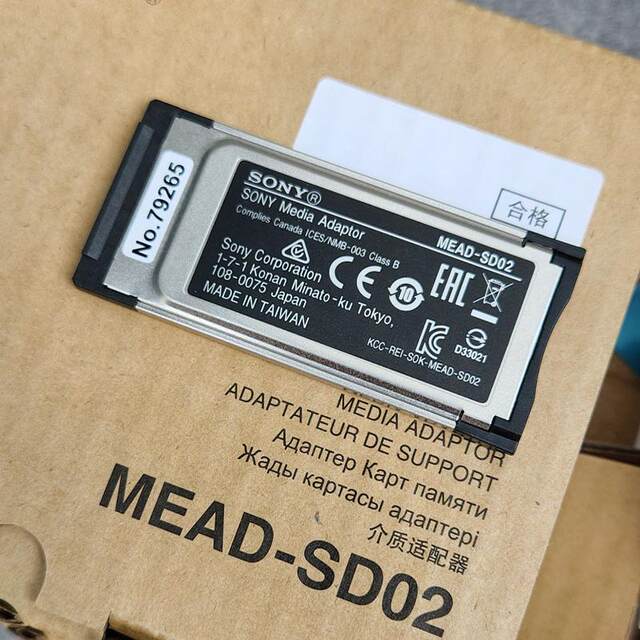 No.79265
SONY®
SONY Media Adaptor
MEAD-SD02
Complies Canada ICES/NMB-003 Class B
Sony Corporation
1-7-1 Konan Minato-ku Tokyo,
108-0075 Japan
MADE IN TAIWAN
10
EAC
D33021
KCC-REI-SOK-MEAD-SD02
合格
MEDIA ADAPTOR
ADAPTATEUR DE SUPPORT
Адаптер Карт памяти
Жады картасы адаптері
介质适配器
MEAD-SD02